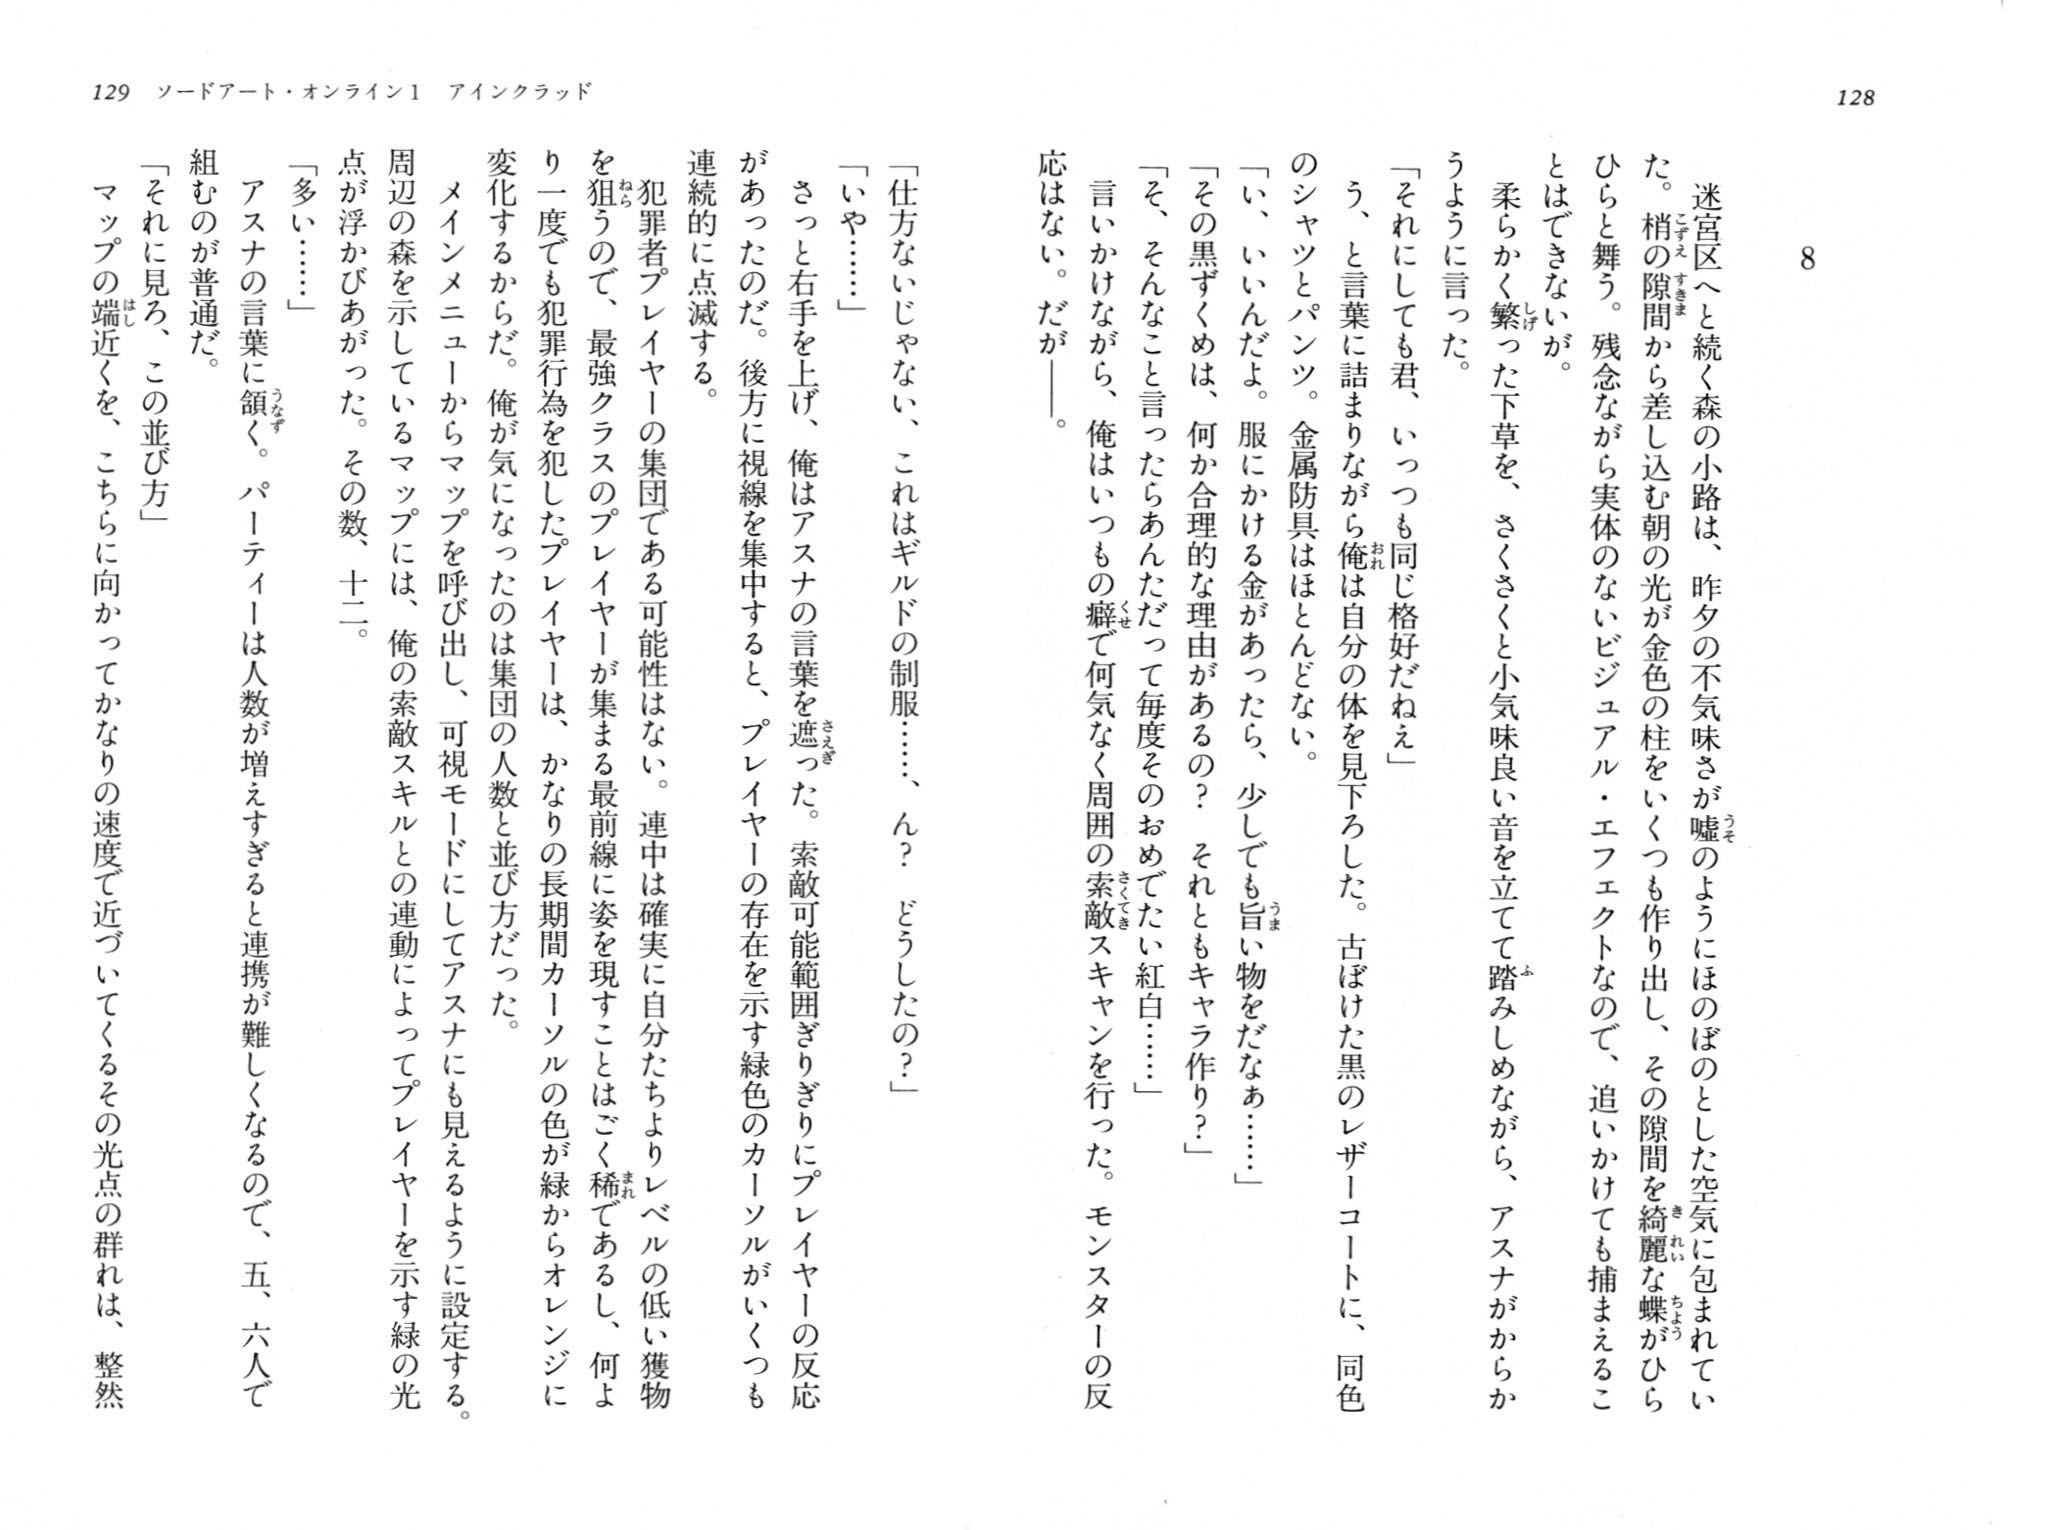 128
8
迷宮区へと続く森の小路は、昨夕の不気味さが嘘のようにほのぼのとした空気に包まれてい
た。梢の隙間から差し込む朝の光が金色の柱をいくつも作り出し、その隙間を綺麗な蝶がひら
ひらと舞う。残念ながら実体のないビジュアル・エフェクトなので、追いかけても捕まえるこ
とはできないが。
柔らかく繁った下草を、さくさくと小気味良い音を立てて踏みしめながら、アスナがからか
うように言った。
「それにしても君、いっつも同じ格好だねえ」
う、と言葉に詰まりながら俺は自分の体を見下ろした。古ぼけた黒のレザーコートに、同色
のシャツとパンツ。金属防具はほとんどない。
「い、いいんだよ。服にかける金があったら、少しでも旨い物をだなぁ……」
「その黒ずくめは、何か合理的な理由があるの？　それともキャラ作り？」
「そ、そんなこと言ったらあんただって毎度そのおめでたい紅白……」
言いかけながら、俺はいつもの癖で何気なく周囲の索敵スキャンを行った。モンスターの反
応はない。だが――。
129 ソードアート・オンライン1　アインクラッド
「仕方ないじゃない、これはギルドの制服……、ん？　どうしたの？」
「いや……」
さっと右手を上げ、俺はアスナの言葉を遮った。索敵可能範囲ぎりぎりにプレイヤーの反応
があったのだ。後方に視線を集中すると、プレイヤーの存在を示す緑色のカーソルがいくつも
連続的に点滅する。
犯罪者プレイヤーの集団である可能性はない。連中は確実に自分たちよりレベルの低い獲物
を狙うので、最強クラスのプレイヤーが集まる最前線に姿を現すことはごく稀であるし、何よ
り一度でも犯罪行為を犯したプレイヤーは、かなりの長期間カーソルの色が緑からオレンジに
変化するからだ。俺が気になったのは集団の人数と並び方だった。
メインメニューからマップを呼び出し、可視モードにしてアスナにも見えるように設定する。
周辺の森を示しているマップには、俺の索敵スキルとの連動によってプレイヤーを示す緑の光
点が浮かびあがった。その数、十二。
「多い……」
アスナの言葉に頷く。パーティーは人数が増えすぎると連携が難しくなるので、五、六人で
組むのが普通だ。
「それに見ろ、この並び方」
マップの端近くを、こちらに向かってかなりの速度で近づいてくるその光点の群れは、整然